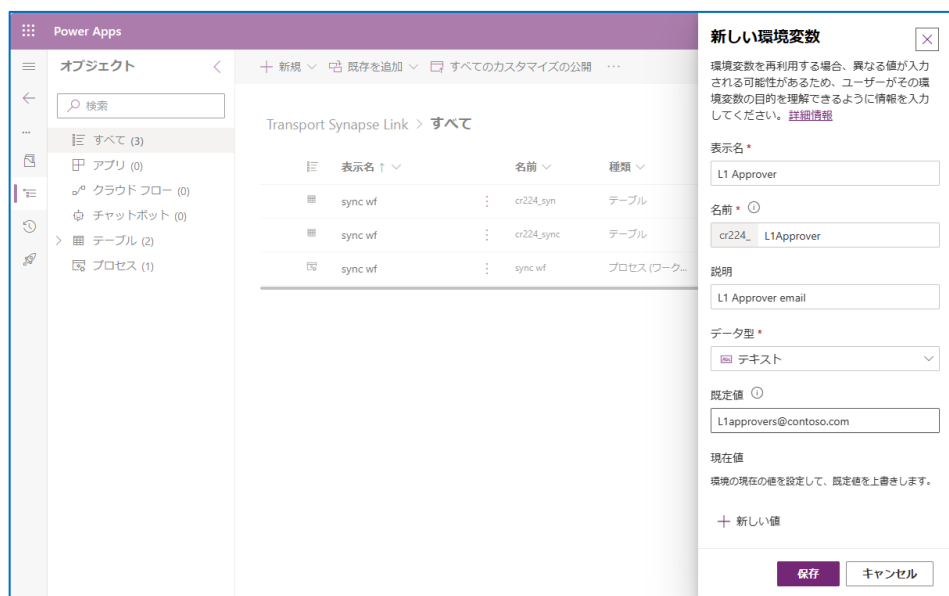 Power Apps
オブジェクト
検索
すべて (3)
アプリ (0)
クラウド フロー (0)
チャットボット (0)
テーブル (2)
プロセス (1)
新規 既存を追加 すべてのカスタマイズの公開 ...
Transport Synapse Link > すべて
表示名 ↑ 名前 種類
sync wf cr224_syn テーブル
sync wf cr224_sync テーブル
sync wf sync wf プロセス (ワーク...
新しい環境変数
環境変数を再利用する場合、異なる値が入力
される可能性があるため、ユーザーがその環
境変数の目的を理解できるように情報を入力
してください。詳細情報
表示名 *
L1 Approver
名前 *
cr224_ L1Approver
説明
L1 Approver email
データ型 *
Abc テキスト
既定値
L1approvers@contoso.com
現在値
環境の現在の値を設定して、既定値を上書きします。
+ 新しい値
保存 キャンセル